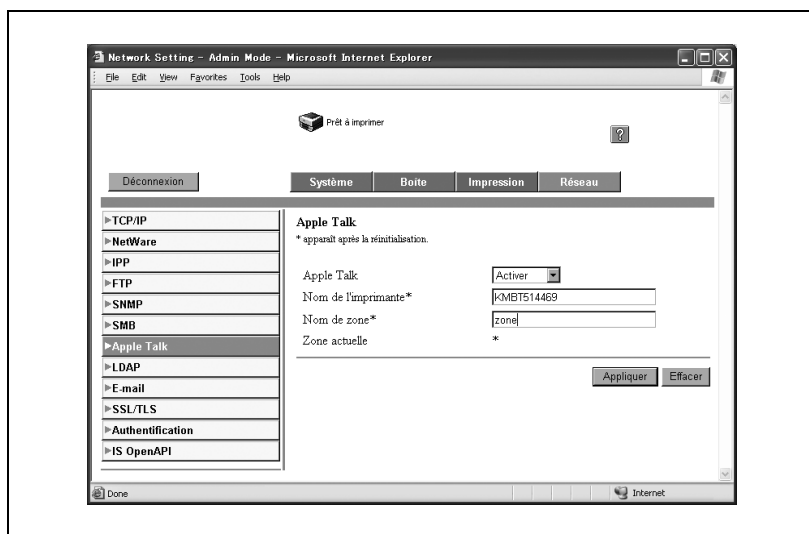 Network Setting - Admin Mode - Microsoft Internet Explorer
File Edit View Favorites Tools Help
Prêt à imprimer
?
Déconnexion
Système Boîte Impression Réseau
TCP/IP
NetWare
IPP
FTP
SNMP
SMB
Apple Talk
LDAP
E-mail
SSL/TLS
Authentification
IS OpenAPI
Apple Talk
* apparaît après la réinitialisation.
Apple Talk Activer
Nom de l'imprimante* KMBT514469
Nom de zone* zone
Zone actuelle *
Appliquer Effacer
Done Internet